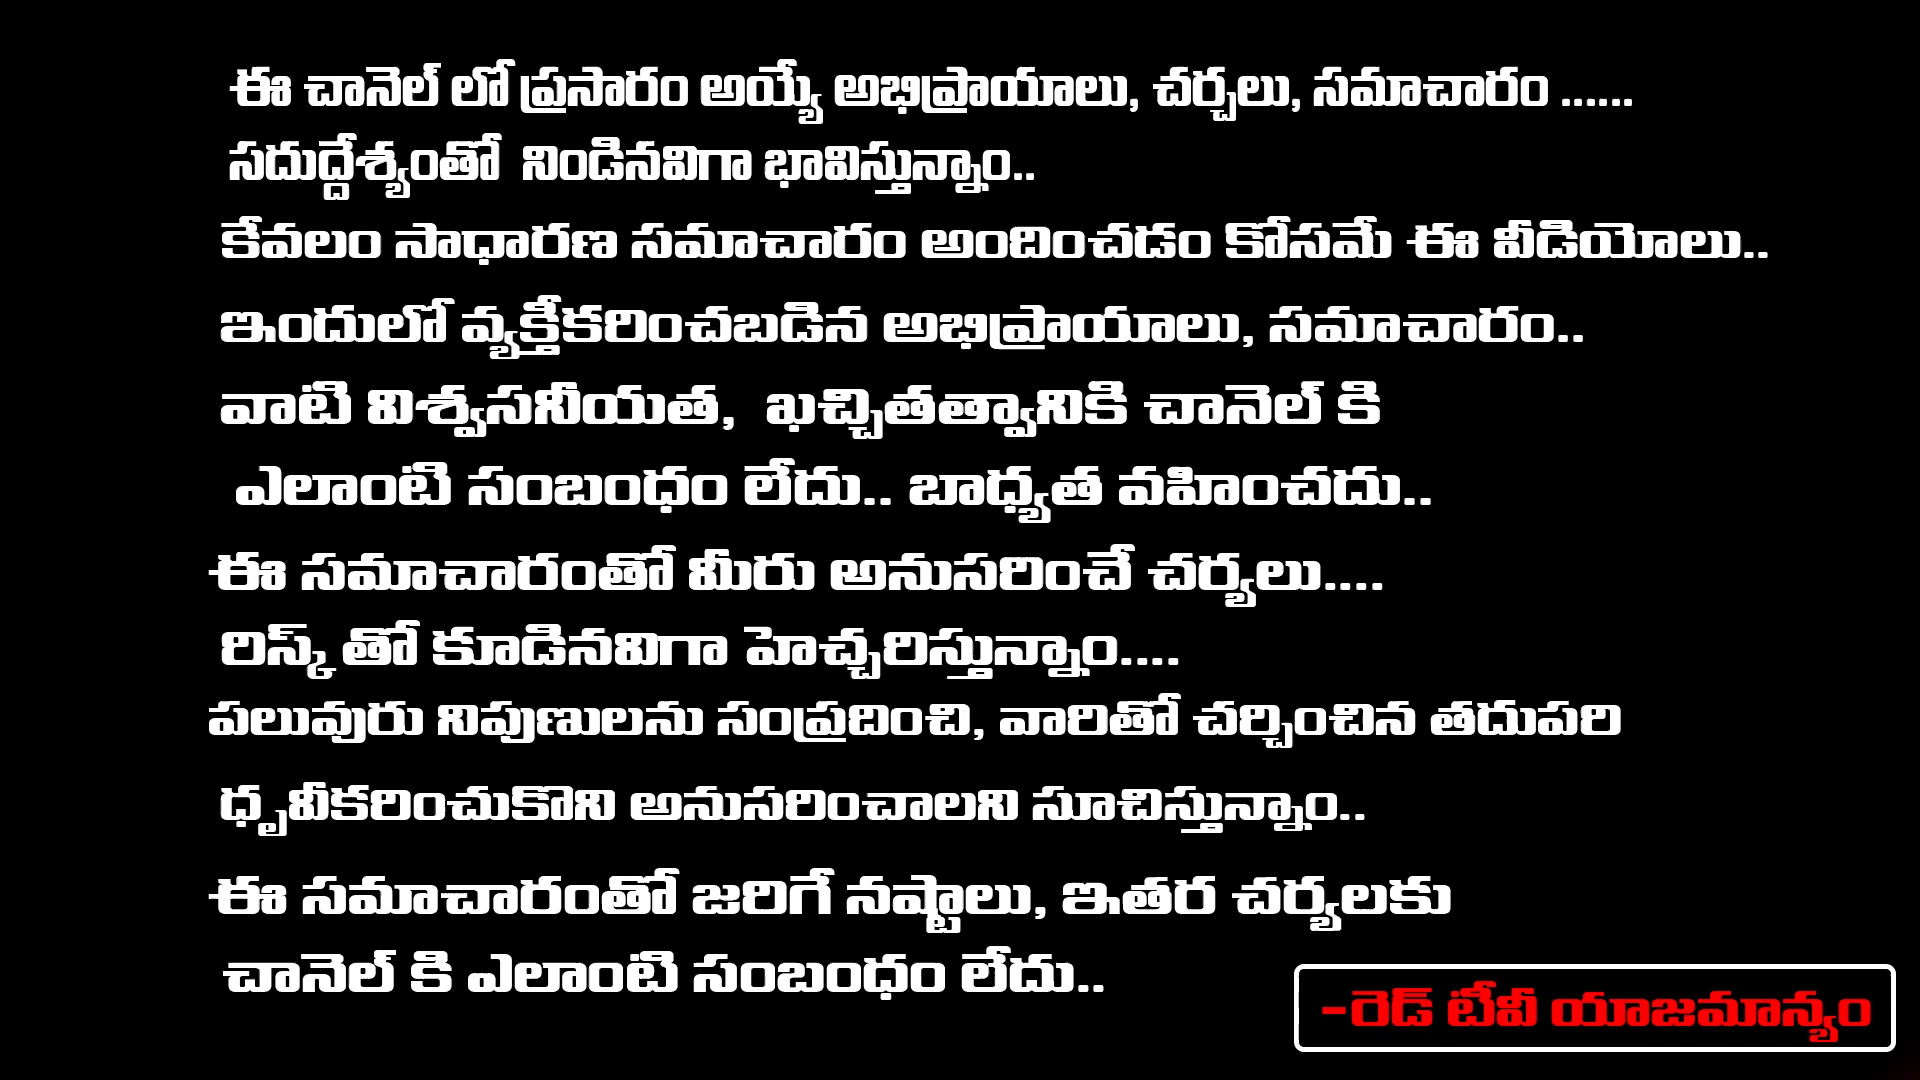 ఈ చానెల్ లో ప్రసారం అయ్యే అభిప్రాయాలు, చర్చలు, సమాచారం ......
సదుద్దేశ్యంతో నిండినవిగా భావిస్తున్నాం..
కేవలం సాధారణ సమాచారం అందించడం కోసమే ఈ వీడియోలు..
ఇందులో వ్యక్తీకరించబడిన అభిప్రాయాలు, సమాచారం..
వాటి విశ్వసనీయత, ఖచ్చితత్వానికి చానెల్ కి
ఎలాంటి సంబంధం లేదు.. బాధ్యత వహించదు..
ఈ సమాచారంతో మీరు అనుసరించే చర్యలు....
రిస్క్ తో కూడినవిగా హెచ్చరిస్తున్నాం....
పలువురు నిపుణులను సంప్రదించి, వారితో చర్చించిన తదుపరి
ధృవీకరించుకొని అనుసరించాలని సూచిస్తున్నాం..
ఈ సమాచారంతో జరిగే నష్టాలు, ఇతర చర్యలకు
చానెల్ కి ఎలాంటి సంబంధం లేదు..
-రెడ్ టీవీ యాజమాన్యం